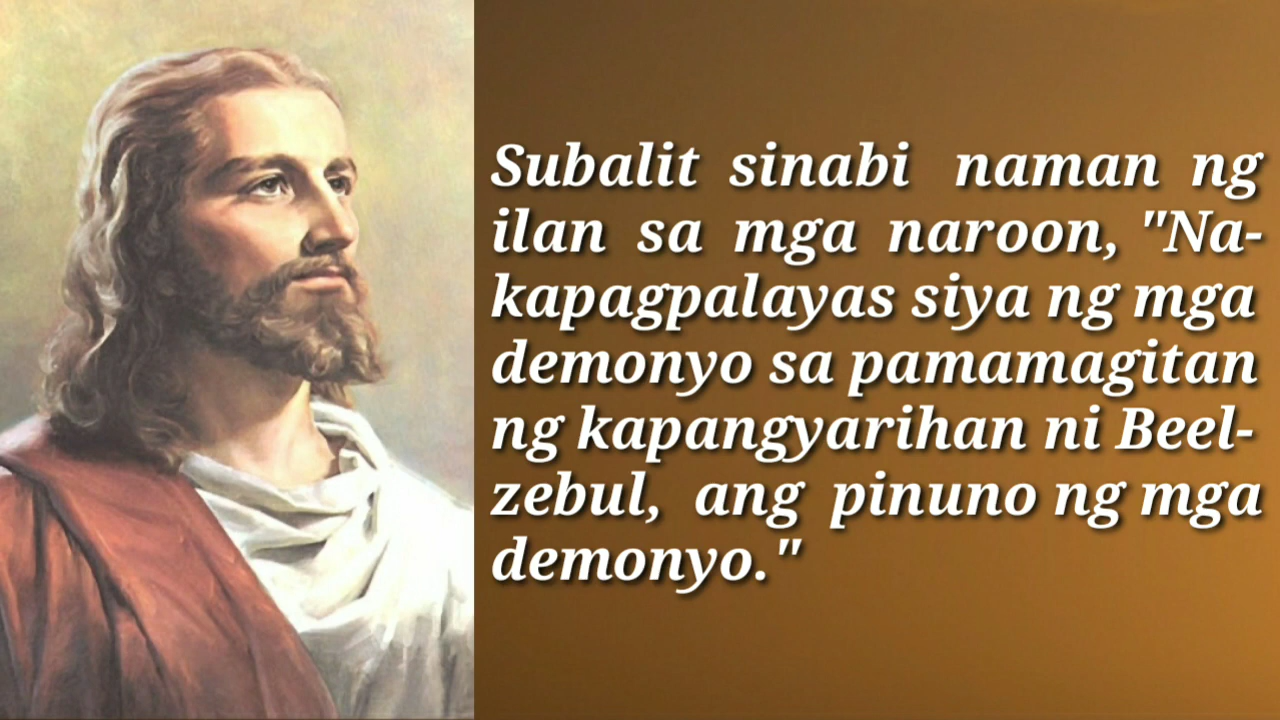 Subalit sinabi naman ng
ilan sa mga naroon, "Na-
kapagpalayas siya ng mga
demonyo sa pamamagitan
ng kapangyarihan ni Beel-
zebul, ang pinuno ng mga
demonyo."